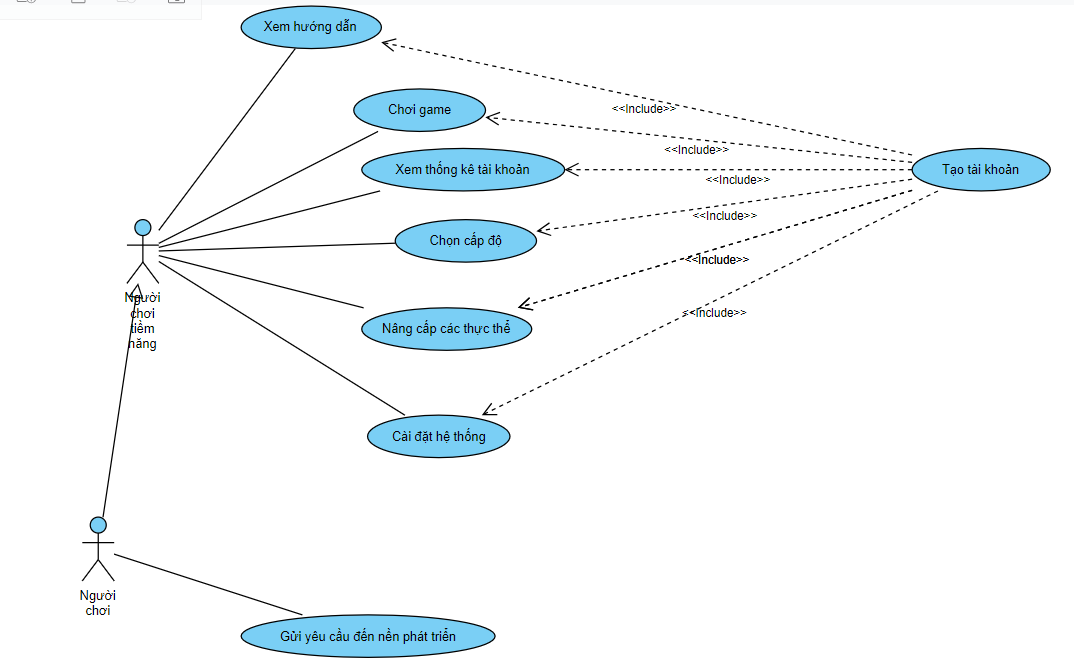 Xem hướng dẫn
Chơi game
<<Include>>
<<Include>>
Xem thống kê tài khoản
Tạo tài khoản
<<Include>>
<<Include>>
Chọn cấp độ
<<Include>>
Người
chơi
tiềm
năng
<<Include>>
Nâng cấp các thực thể
Cài đặt hệ thống
Người
chơi
Gửi yêu cầu đến nền phát triển